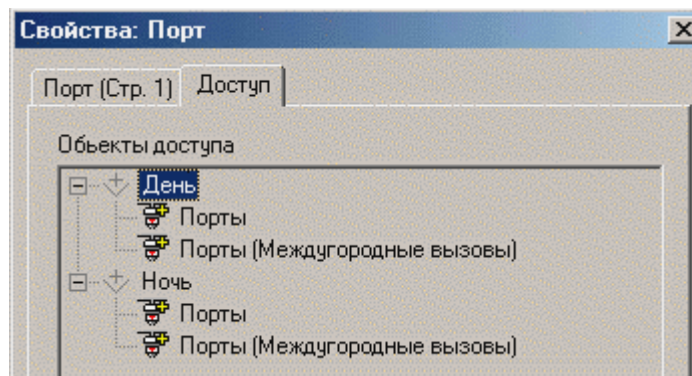 Свойства: Порт
Порт (Стр. 1) Доступ
Обьекты доступа
День
Порты
Порты (Междугородные вызовы)
Ночь
Порты
Порты (Междугородные вызовы)